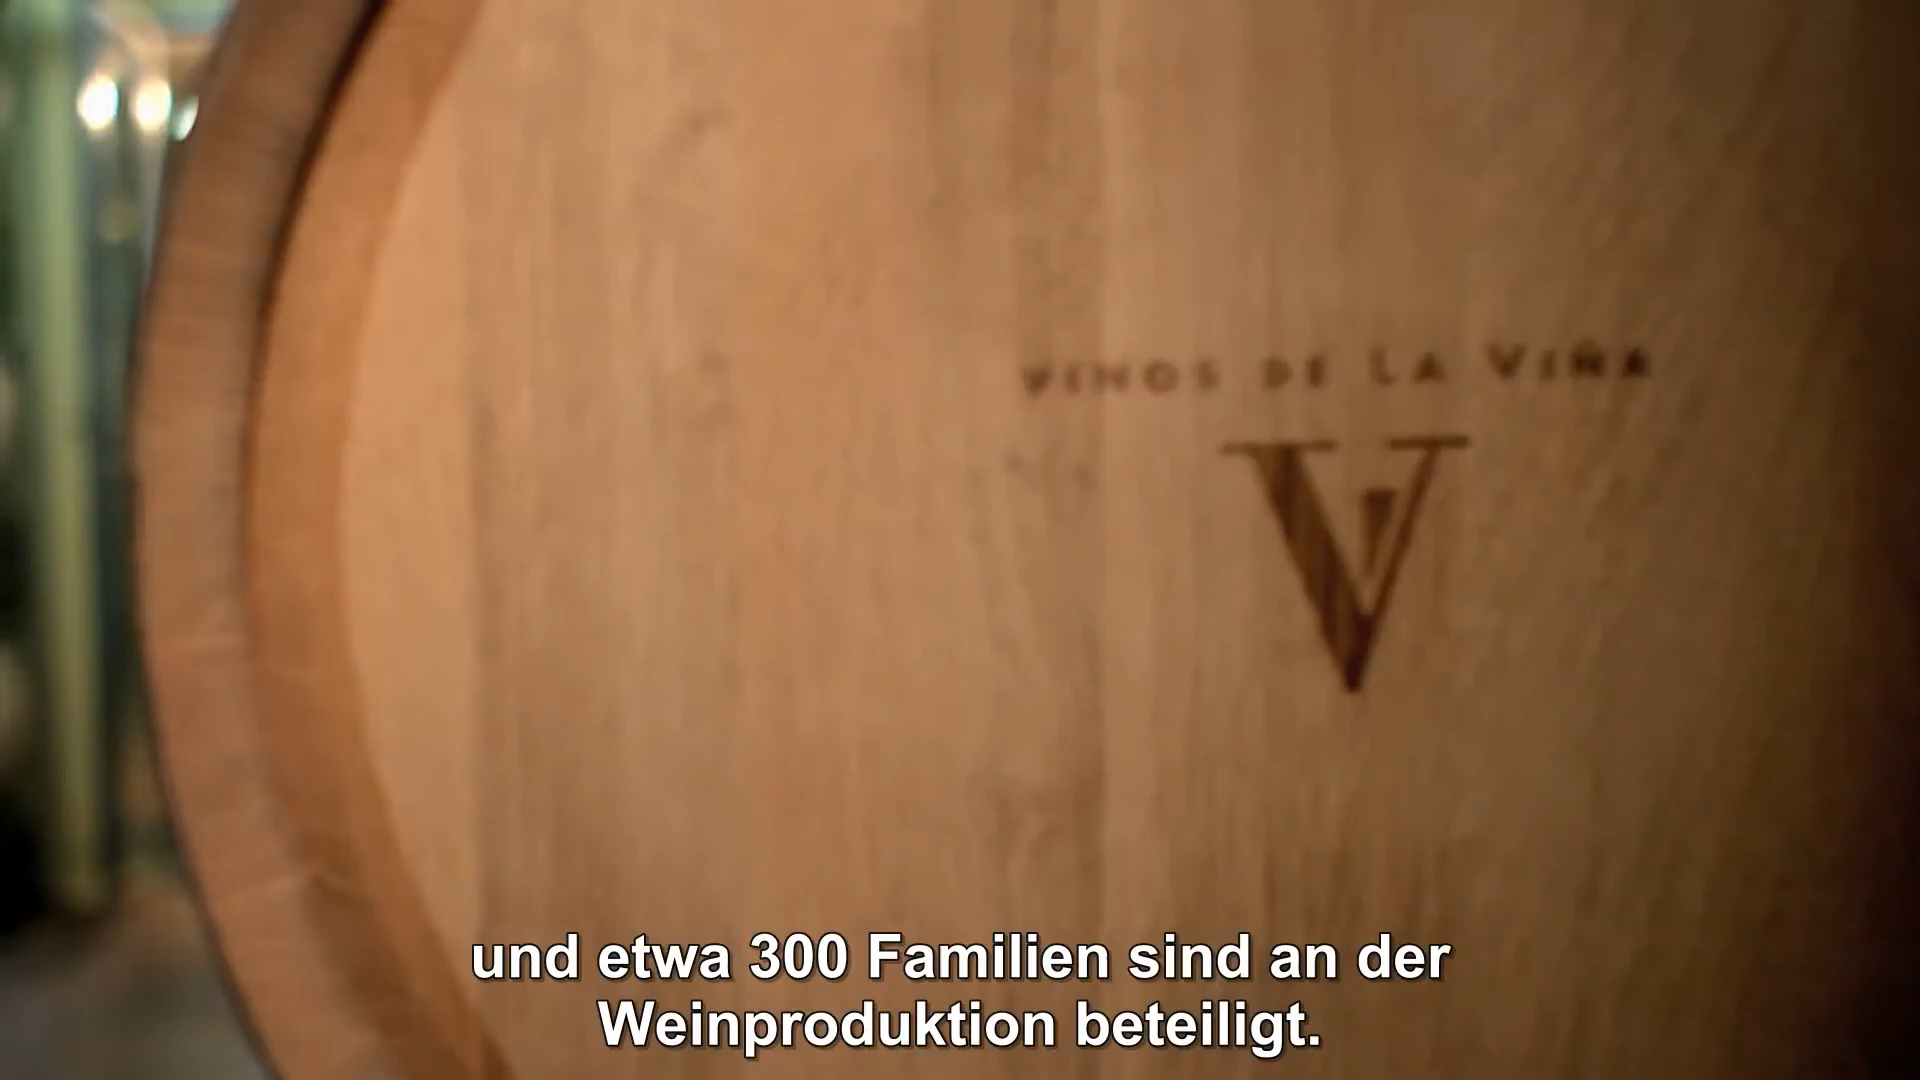 VINOS DE LA VIÑA
V
und etwa 300 Familien sind an der
Weinproduktion beteiligt.